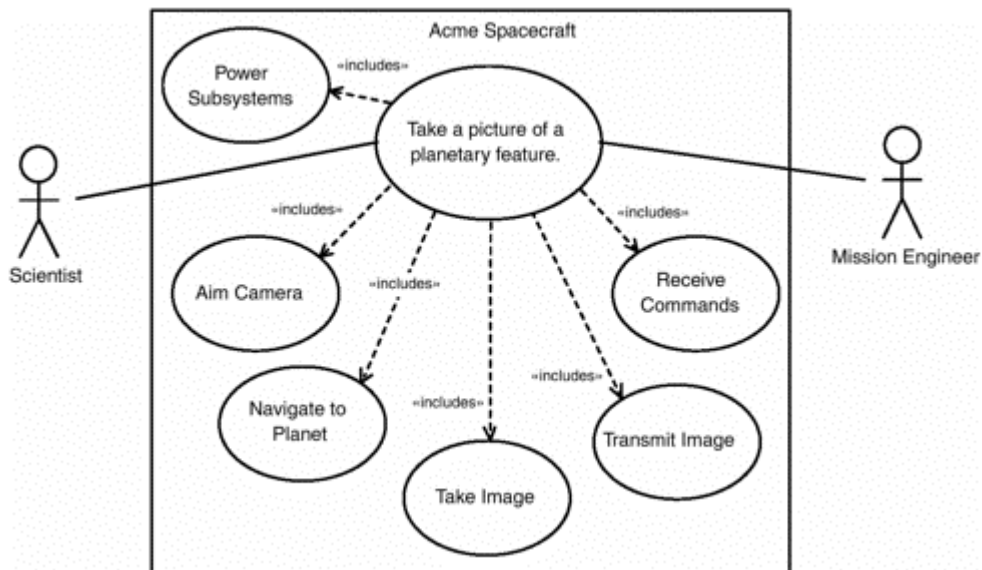 Acme Spacecraft
«includes»
Power
Subsystems
Take a picture of a
planetary feature.
«includes»
«includes»
Scientist
Mission Engineer
Aim Camera
«includes»
Receive
Commands
«includes»
«includes»
Navigate to
Planet
Transmit Image
Take Image